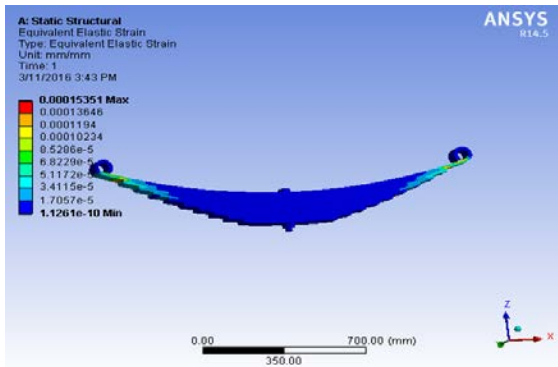 A: Static Structural
Equivalent Elastic Strain
Type: Equivalent Elastic Strain
Unit: mm/mm
Time: 1
3/11/2016 3:43 PM
ANSYS
R14.5
0.00015351 Max
0.00013646
0.0001194
0.00010234
8.5286e-5
6.8229e-5
5.1172e-5
3.4115e-5
1.7057e-5
1.1261e-10 Min
0.00
700.00 (mm)
350.00
Z
X